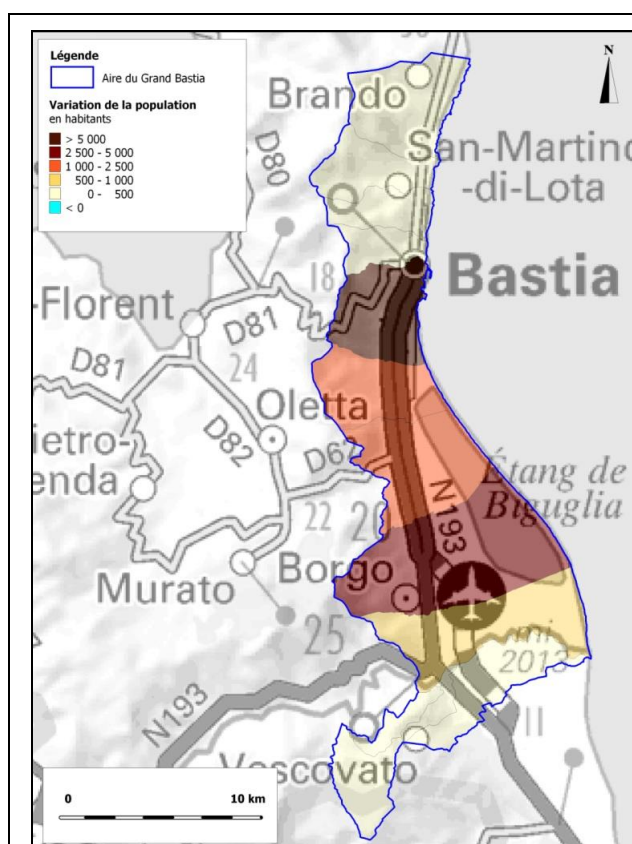 Légende
Aire du Grand Bastia
Variation de la population
en habitants
> 5 000
2 500 - 5 000
1 000 - 2 500
500 - 1 000
0 - 500
< 0
N
Brando
D80
San-Martino
-di-Lota
Bastia
18
-Florent
D81
D81
24
Oletta
D82
D62
ietro-
enda
Étang de
Biguglia
N193
22
20
Murato
Borgo
25
mi
2013
N193
11
Vescovato
0
10 km